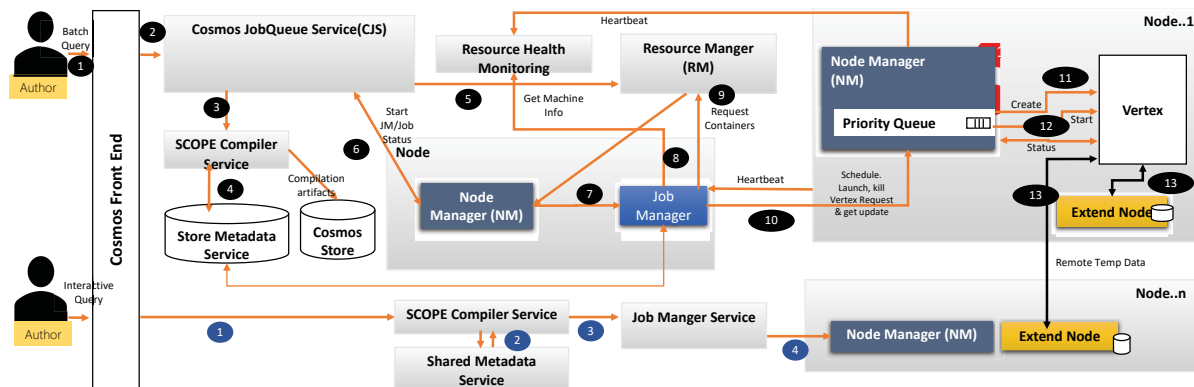 Author
Batch
Query
1
Cosmos Front End
2
Cosmos JobQueue Service(CJS)
3
SCOPE Compiler
Service
4
Compilation
artifacts
Store Metadata
Service
Cosmos
Store
Heartbeat
Resource Health
Monitoring
Resource Manger
(RM)
5
Get Machine
Info
9
Request
Containers
Start
JM/Job
Status
6
Node
Node
Manager (NM)
7
8
Job
Manager
Heartbeat
10
Schedule.
Launch, kill
Vertex Request
& get update
Node..1
Node Manager
(NM)
Priority Queue
11
Create
12
Start
Status
Vertex
13
13
Extend Node
Remote Temp Data
Author
Interactive
Query
1
SCOPE Compiler Service
2
Shared Metadata
Service
3
Job Manger Service
4
Node..n
Node Manager (NM)
Extend Node